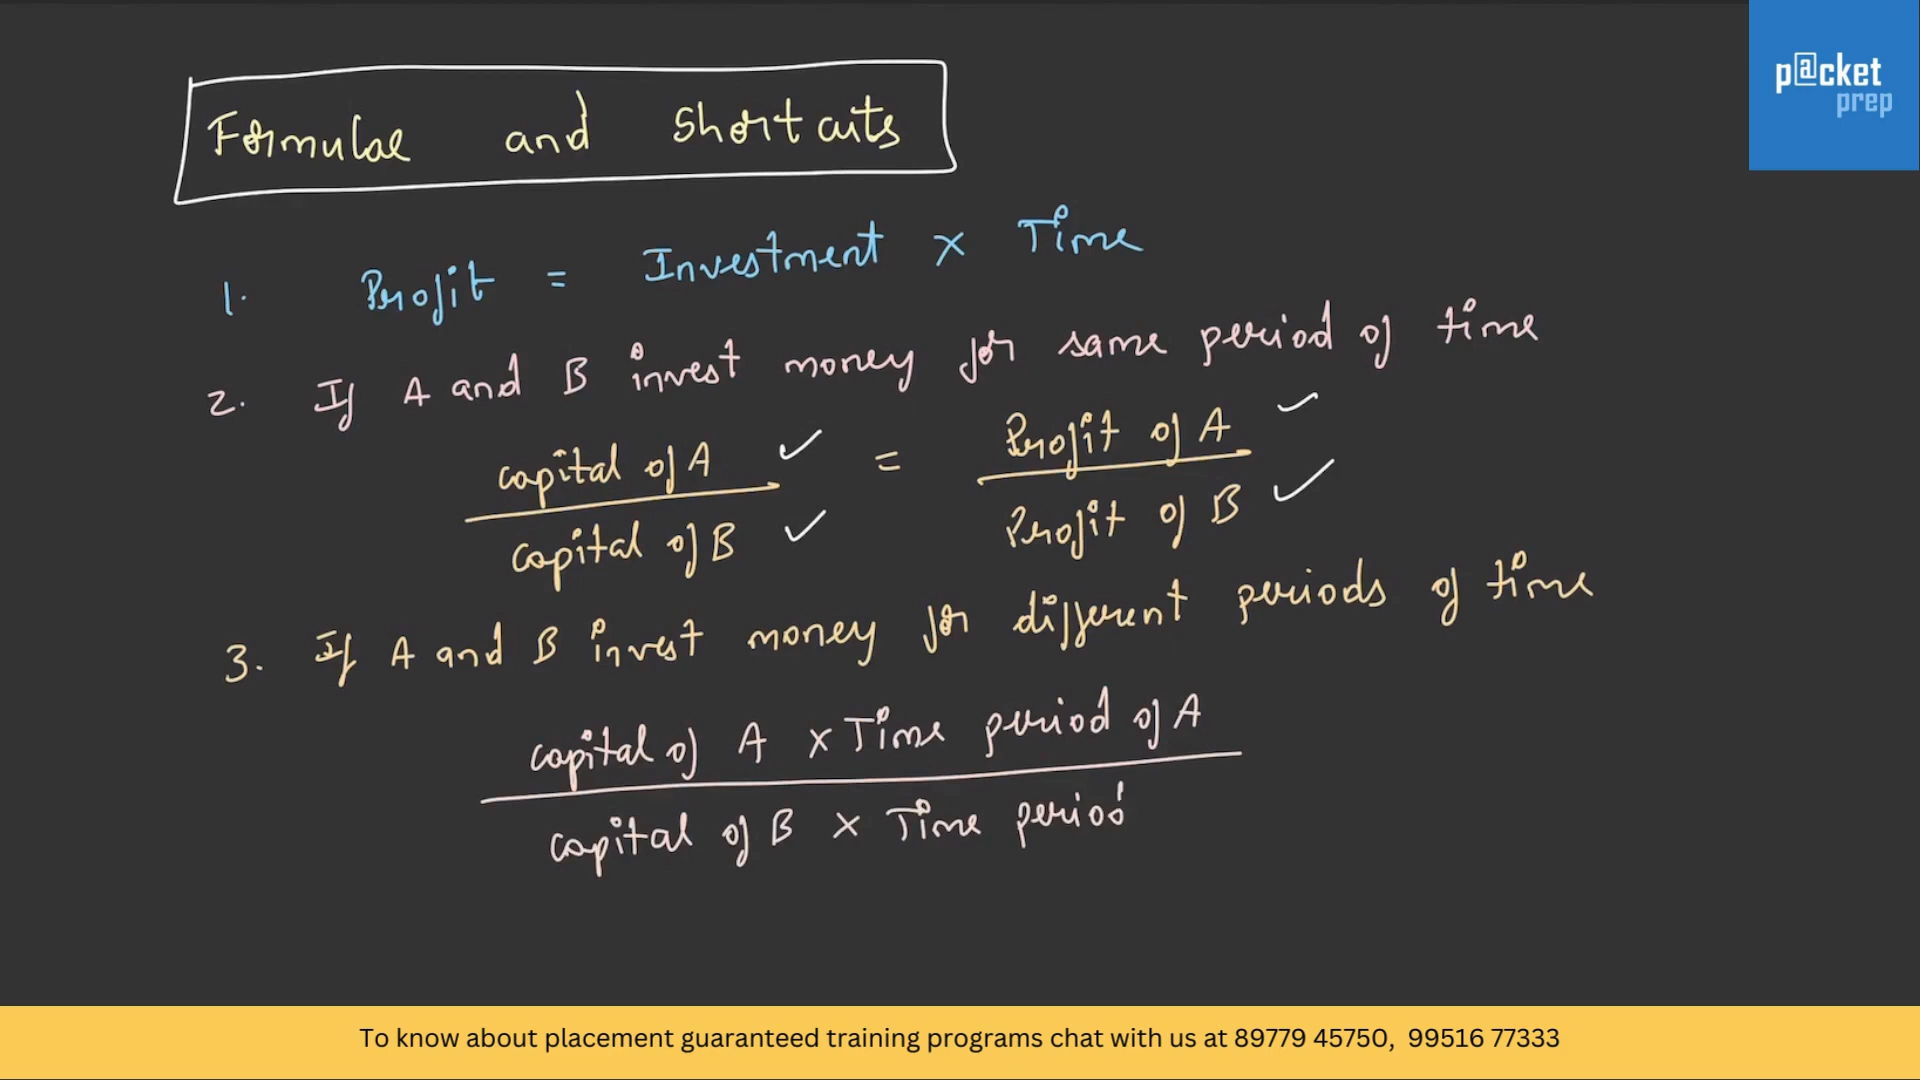 p@cket
prep
Formulae and Shortcuts
1. Profit = Investment × Time
2. If A and B invest money for same period of time
capital of A ✓ = Profit of A ✓
capital of B ✓ Profit of B ✓
3. If A and B invest money for different periods of time
capital of A × Time period of A
capital of B × Time period
To know about placement guaranteed training programs chat with us at 89779 45750, 99516 77333